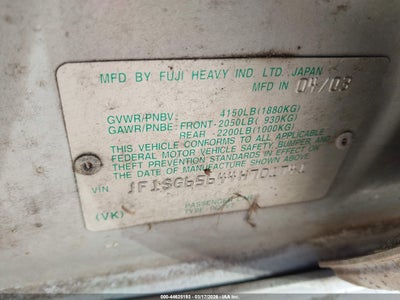 MFD BY FUJI HEAVY IND. LTD. JAPAN
MFD IN 04/03
GVWR/PNBV: 4150LB(1880KG)
GAWR/PNBE: FRONT-2050LB( 930KG)
REAR -2200LB(1000KG)
THIS VEHICLE CONFORMS TO ALL APPLICABLE
FEDERAL MOTOR VEHICLE SAFETY, BUMPER, AND
THEFT PREVENTION STANDARDS IN EFFECT ON
THE DATE OF MANUFACTURE SHOWN ABOVE.
VIN
PASSENGER
TYPE
(VK)
000-44625193 - 03/17/2026 - IAA